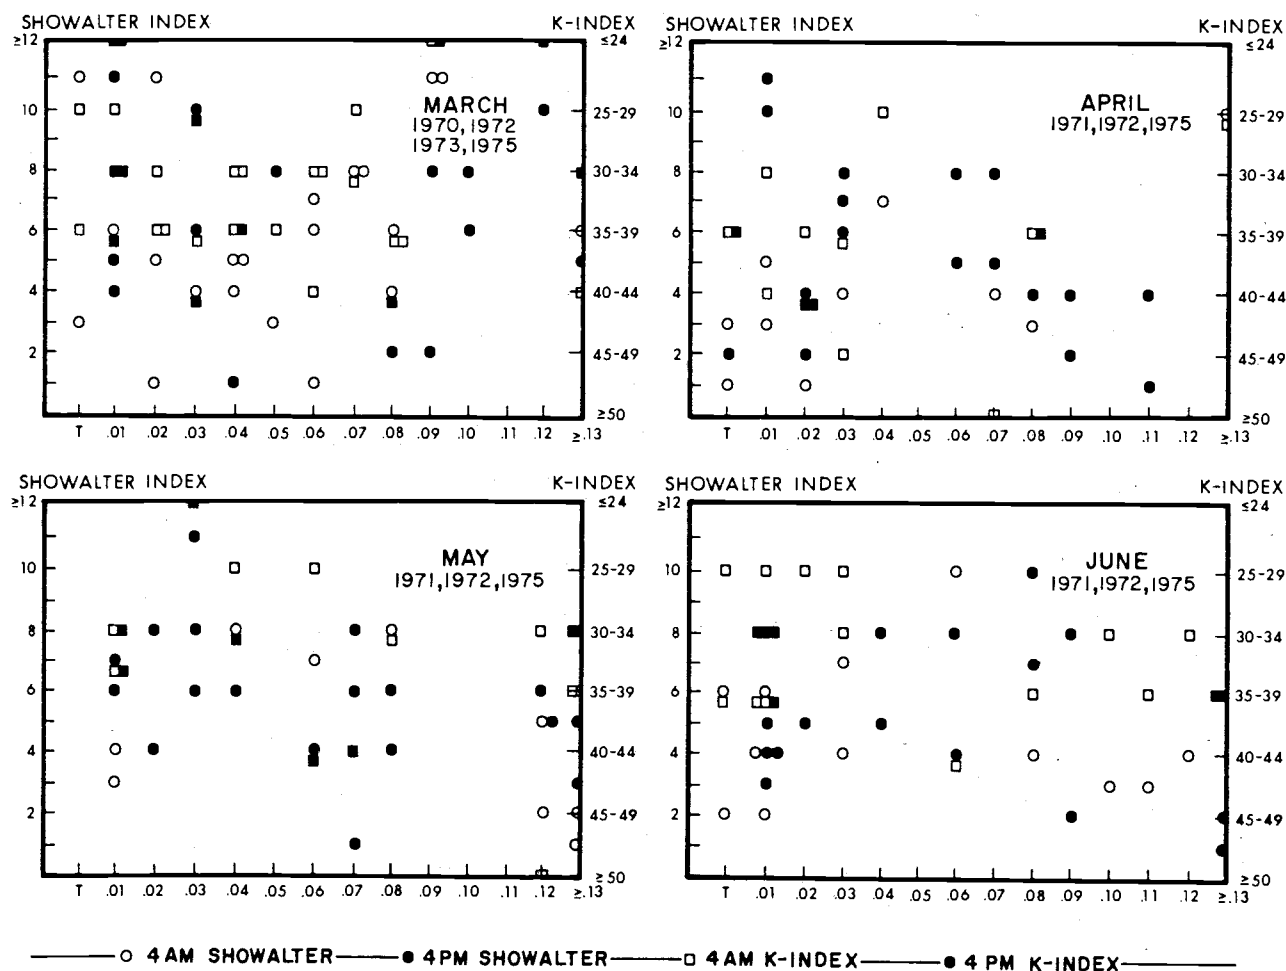 SHOWALTER INDEX K-INDEX
≥12 ≤24
MARCH
1970, 1972
1973, 1975
10 25-29
8 30-34
6 35-39
4 40-44
2 45-49
≥50
T .01 .02 .03 .04 .05 .06 .07 .08 .09 .10 .12 ≥.13
SHOWALTER INDEX K-INDEX
≥12 ≤24
APRIL
1971, 1972, 1975
10 25-29
8 30-34
6 35-39
4 40-44
2 45-49
≥50
T .01 .02 .03 .04 .05 .06 .07 .08 .09 .10 .11 .12 ≥.13
SHOWALTER INDEX K-INDEX
≥12 ≤24
MAY
1971, 1972, 1975
10 25-29
8 30-34
6 35-39
4 40-44
2 45-49
≥50
T .01 .02 .03 .04 .05 .06 .07 .08 .09 .10 .11 .12 ≥.13
SHOWALTER INDEX K-INDEX
≥12 ≤24
JUNE
1971, 1972, 1975
10 25-29
8 30-34
6 35-39
4 40-44
2 45-49
≥50
T .01 .02 .03 .04 .05 .06 .07 .08 .09 .10 .11 .12 ≥.13
4 AM SHOWALTER 4 PM SHOWALTER 4 AM K-INDEX 4 PM K-INDEX